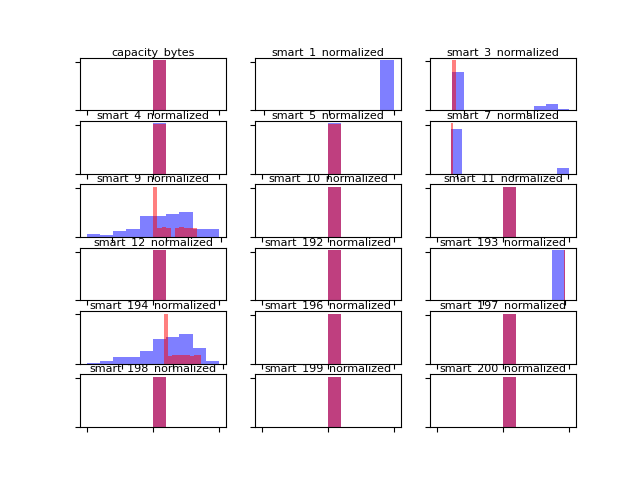 capacity_bytes
smart_1_normalized
smart_3_normalized
smart_4_normalized
smart_5_normalized
smart_7_normalized
smart_9_normalized
smart_10_normalized
smart_11_normalized
smart_12_normalized
smart_192_normalized
smart_193_normalized
smart_194_normalized
smart_196_normalized
smart_197_normalized
smart_198_normalized
smart_199_normalized
smart_200_normalized